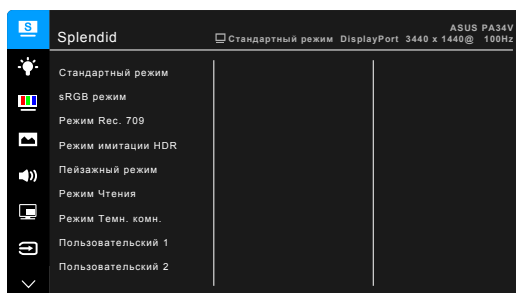 S
Splendid
Стандартный режим DisplayPort 3440 x 1440@ 100Hz
ASUS PA34V
Стандартный режим
sRGB режим
Режим Rec. 709
Режим имитации HDR
Пейзажный режим
Режим Чтения
Режим Темн. комн.
Пользовательский 1
Пользовательский 2